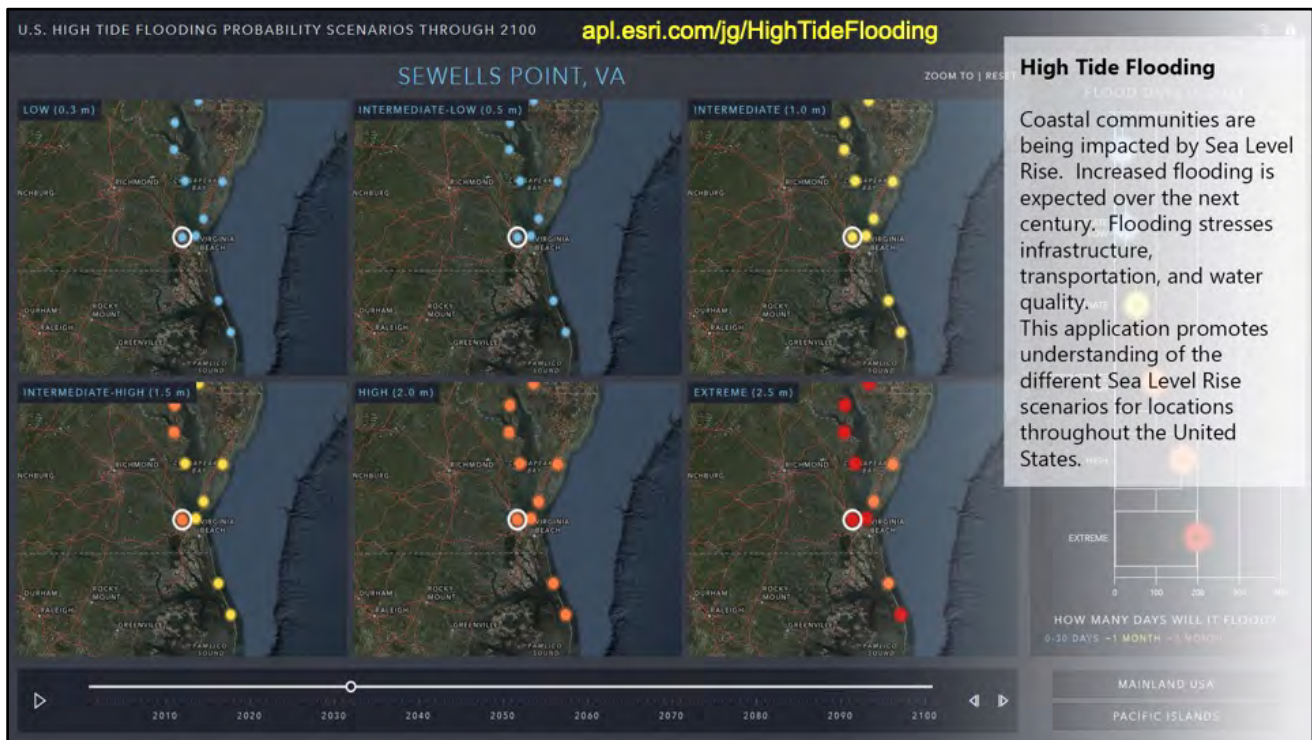 U.S. HIGH TIDE FLOODING PROBABILITY SCENARIOS THROUGH 2100
apl.esri.com/jg/HighTideFlooding
SEWELLS POINT, VA
ZOOM TO | RESET
High Tide Flooding
Coastal communities are
being impacted by Sea Level
Rise.  Increased flooding is
expected over the next
century.  Flooding stresses
infrastructure,
transportation, and water
quality.
This application promotes
understanding of the
different Sea Level Rise
scenarios for locations
throughout the United
States.
LOW (0.3 m)
NCHBURG
RICHMOND
VIRGINIA
BEACH
DURHAM
ROCKY
MOUNT
RALEIGH
GREENVILLE
PAMLICO
SOUND
INTERMEDIATE-LOW (0.5 m)
NCHBURG
RICHMOND
VIRGINIA
BEACH
DURHAM
ROCKY
MOUNT
RALEIGH
GREENVILLE
PAMLICO
SOUND
INTERMEDIATE (1.0 m)
NCHBURG
RICHMOND
VIRGINIA
BEACH
DURHAM
ROCKY
MOUNT
RALEIGH
GREENVILLE
PAMLICO
SOUND
INTERMEDIATE-HIGH (1.5 m)
NCHBURG
RICHMOND
VIRGINIA
BEACH
DURHAM
ROCKY
MOUNT
RALEIGH
GREENVILLE
PAMLICO
SOUND
HIGH (2.0 m)
NCHBURG
RICHMOND
VIRGINIA
BEACH
DURHAM
ROCKY
MOUNT
RALEIGH
GREENVILLE
PAMLICO
SOUND
EXTREME (2.5 m)
NCHBURG
RICHMOND
VIRGINIA
BEACH
DURHAM
ROCKY
MOUNT
RALEIGH
GREENVILLE
PAMLICO
SOUND
HIGH
EXTREME
0 100 200
HOW MANY DAYS WILL IT FLOOD?
0-30 DAYS ~1 MONTH
2010 2020 2030 2040 2050 2060 2070 2080 2090 2100
MAINLAND USA
PACIFIC ISLANDS